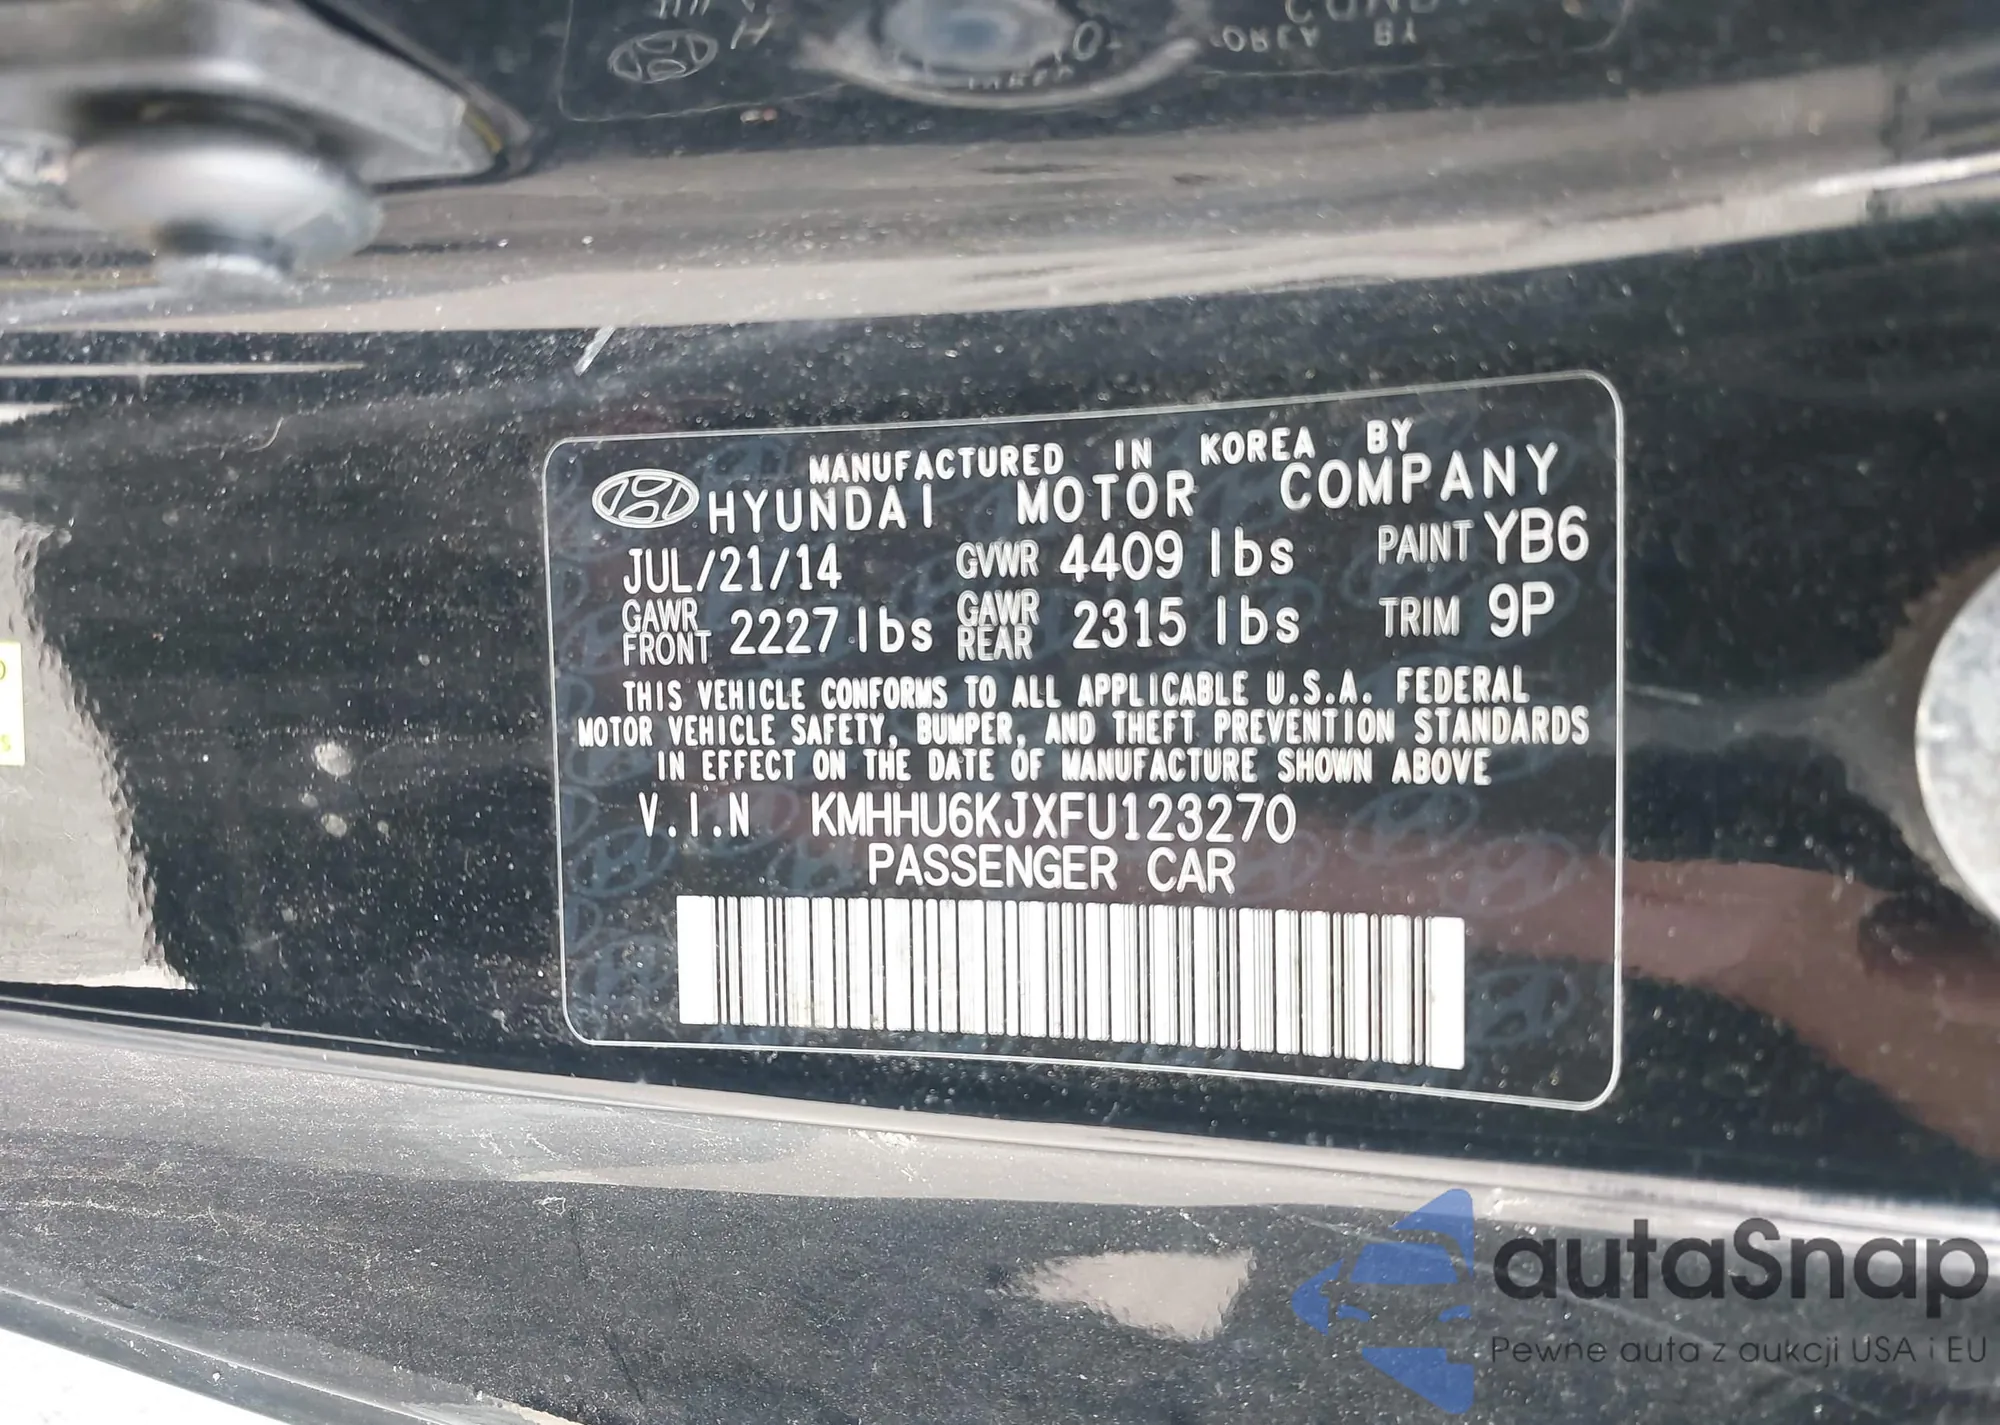 MANUFACTURED IN KOREA BY
HYUNDAI MOTOR COMPANY
JUL/21/14 GVWR 4409 lbs PAINT YB6
GAWR FRONT 2227 lbs GAWR REAR 2315 lbs TRIM 9P
THIS VEHICLE CONFORMS TO ALL APPLICABLE U.S.A. FEDERAL
MOTOR VEHICLE SAFETY, BUMPER, AND THEFT PREVENTION STANDARDS
IN EFFECT ON THE DATE OF MANUFACTURE SHOWN ABOVE
V.I.N KMHHU6KJXFU123270
PASSENGER CAR
autaSnap
Pewne auta z aukcji USA i EU